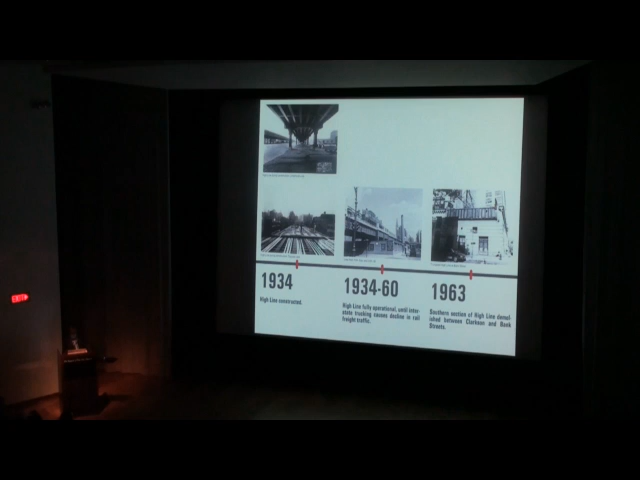 1934
High Line constructed.
1934-60
High Line fully operational, until inter-
state trucking causes decline in rail
freight traffic.
1963
Southern section of High Line demol-
ished between Clarkson and Bank
Streets.
EXIT